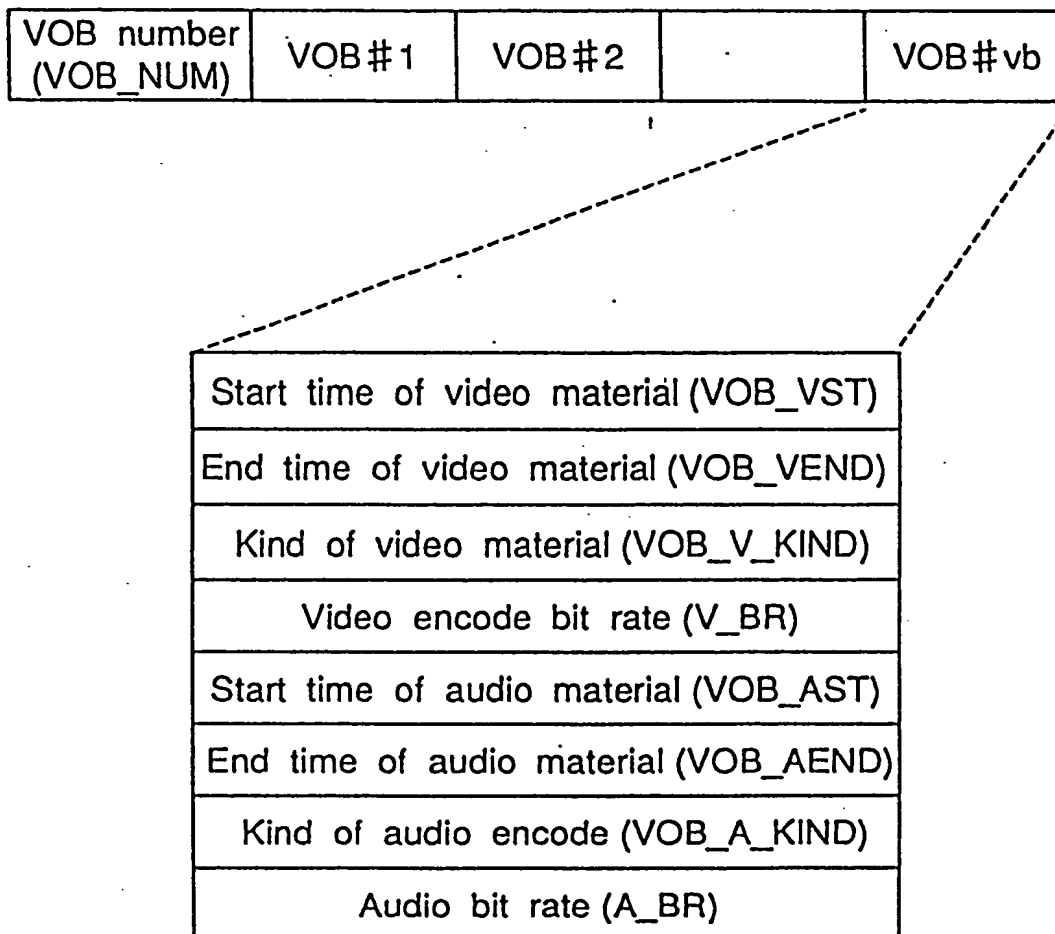 VOB number
(VOB_NUM)
VOB#1
VOB#2
VOB#vb
Start time of video material (VOB_VST)
End time of video material (VOB_VEND)
Kind of video material (VOB_V_KIND)
Video encode bit rate (V_BR)
Start time of audio material (VOB_AST)
End time of audio material (VOB_AEND)
Kind of audio encode (VOB_A_KIND)
Audio bit rate (A_BR)